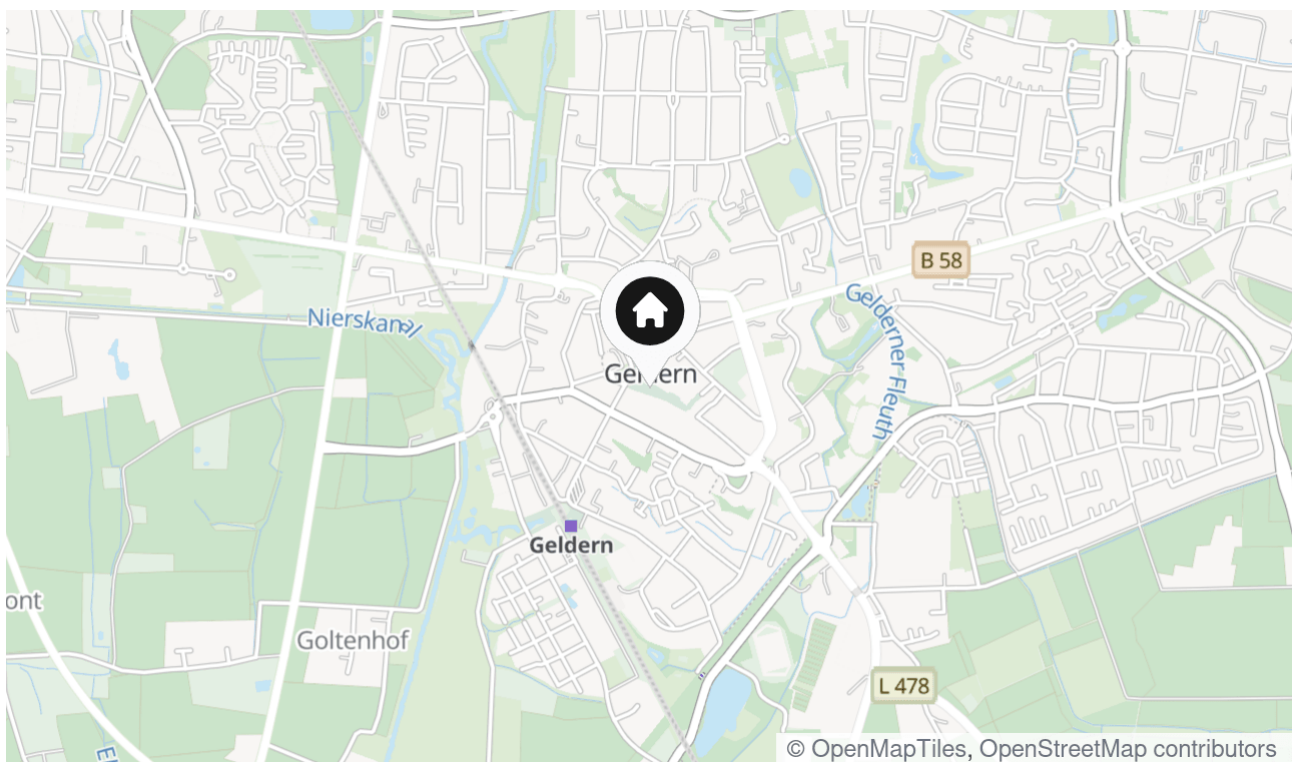 B 58
Nierskanal
Gelderner Fleuth
Geldern
Geldern
ont
Goltenhof
L 478
© OpenMapTiles, OpenStreetMap contributors